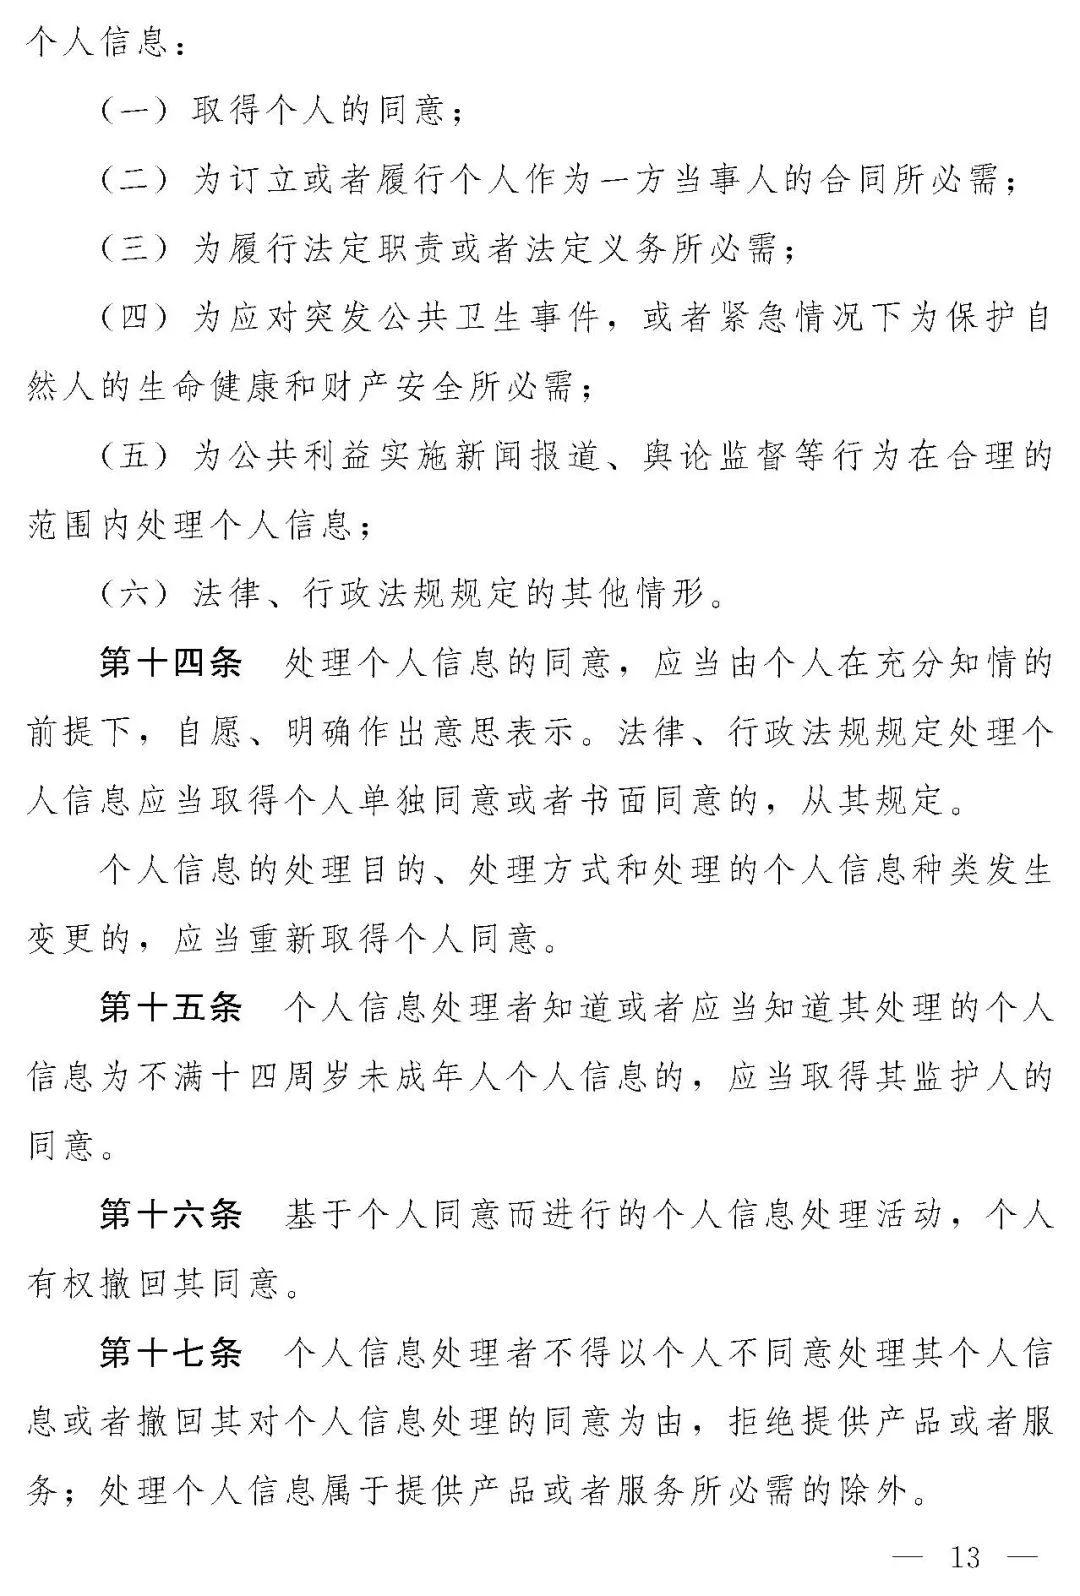 个人信息：
（一）取得个人的同意；
（二）为订立或者履行个人作为一方当事人的合同所必需；
（三）为履行法定职责或者法定义务所必需；
（四）为应对突发公共卫生事件，或者紧急情况下为保护自
然人的生命健康和财产安全所必需；
（五）为公共利益实施新闻报道、舆论监督等行为在合理的
范围内处理个人信息；
（六）法律、行政法规规定的其他情形。
第十四条　处理个人信息的同意，应当由个人在充分知情的
前提下，自愿、明确作出意思表示。法律、行政法规规定处理个
人信息应当取得个人单独同意或者书面同意的，从其规定。
个人信息的处理目的、处理方式和处理的个人信息种类发生
变更的，应当重新取得个人同意。
第十五条　个人信息处理者知道或者应当知道其处理的个人
信息为不满十四周岁未成年人个人信息的，应当取得其监护人的
同意。
第十六条　基于个人同意而进行的个人信息处理活动，个人
有权撤回其同意。
第十七条　个人信息处理者不得以个人不同意处理其个人信
息或者撤回其对个人信息处理的同意为由，拒绝提供产品或者服
务；处理个人信息属于提供产品或者服务所必需的除外。
— 13 —